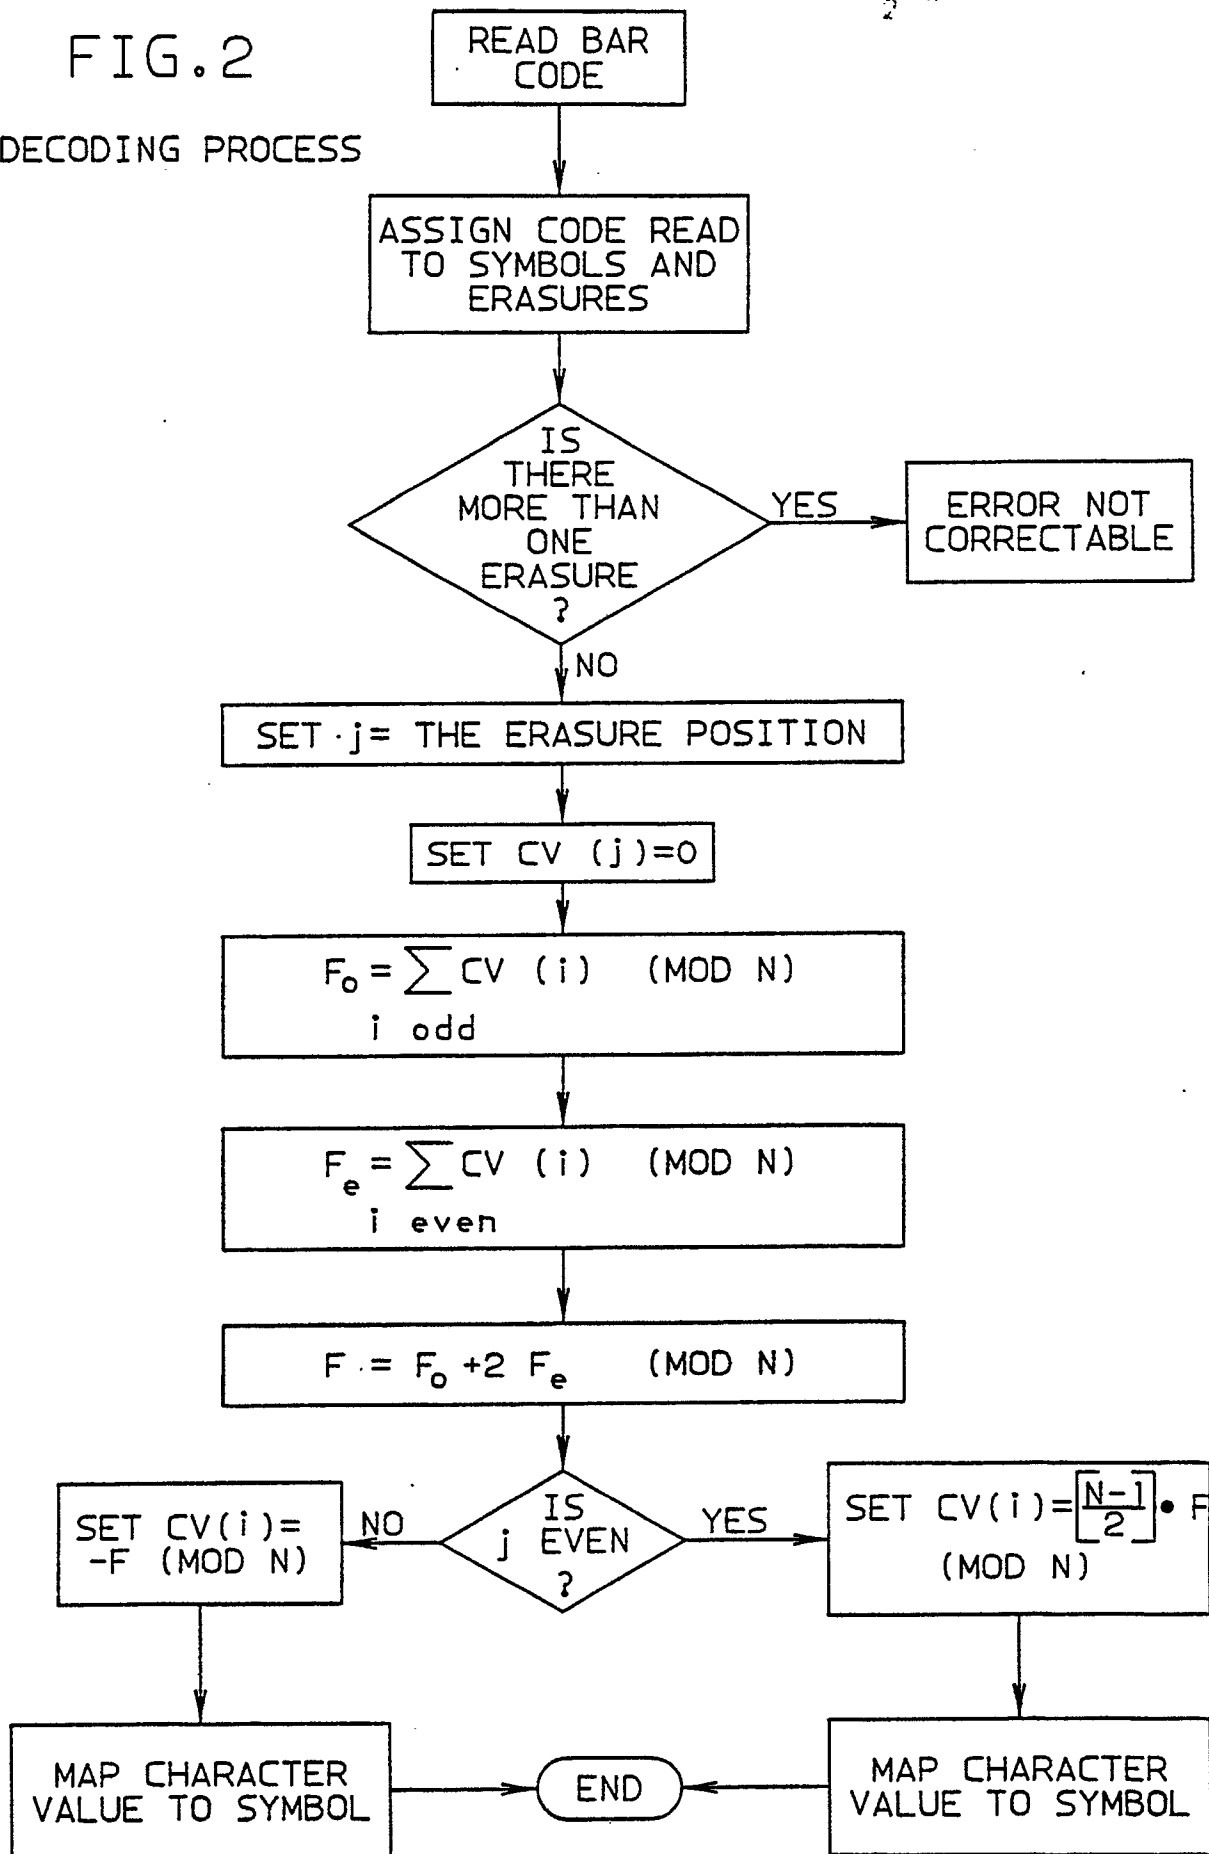 FIG.2
DECODING PROCESS
READ BAR
CODE
ASSIGN CODE READ
TO SYMBOLS AND
ERASURES
IS
THERE
MORE THAN
ONE
ERASURE
?
YES
ERROR NOT
CORRECTABLE
NO
SET j= THE ERASURE POSITION
SET CV (j)=0
F₀ = ∑ CV (i) (MOD N)
i odd
Fₑ = ∑ CV (i) (MOD N)
i even
F = F₀ +2 Fₑ (MOD N)
IS
j EVEN
?
NO
SET CV(i)=
-F (MOD N)
YES
SET CV(i)=[N-1/2]• F
(MOD N)
MAP CHARACTER
VALUE TO SYMBOL
END
MAP CHARACTER
VALUE TO SYMBOL